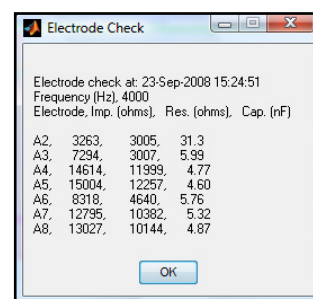 Electrode Check
Electrode check at: 23-Sep-2008 15:24:51
Frequency (Hz), 4000
Electrode, Imp. (ohms), Res. (ohms), Cap. (nF)
A2, 3263, 3005, 31.3
A3, 7294, 3007, 5.99
A4, 14614, 11999, 4.77
A5, 15004, 12257, 4.60
A6, 8318, 4640, 5.76
A7, 12795, 10382, 5.32
A8, 13027, 10144, 4.87
OK